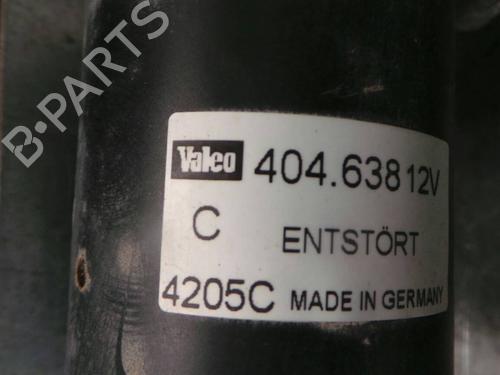 B-PARTS
Valeo 404.638 12V
C ENTSTÖRT
4205C MADE IN GERMANY